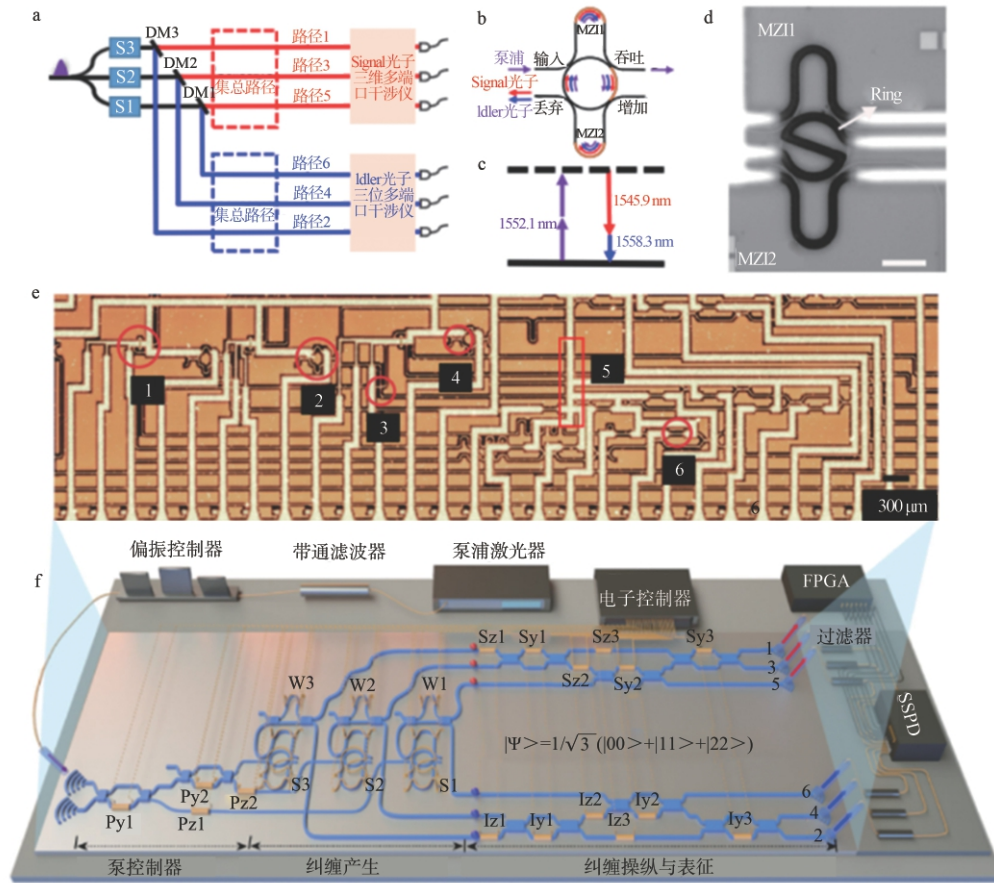 a
S3
S2
S1
DM3
DM2
DM1
集总路径
路径1
路径3
路径5
Signal光子
三维多端
口干涉仪
集总路径
路径6
路径4
路径2
Idler光子
三位多端
口干涉仪
b
MZI1
泵浦
输入
吞吐
Signal光子
Idler光子
丢弃
增加
MZI2
c
1552.1 nm
1545.9 nm
1558.3 nm
d
MZI1
Ring
MZI2
e
1
2
3
4
5
6
6
300 μm
f
偏振控制器
带通滤波器
泵浦激光器
电子控制器
FPGA
过滤器
SSPD
Sz1
Sy1
Sz3
Sy3
Sz2
Sy2
1
3
5
W3
W2
W1
S3
S2
S1
|Ψ>=1/√3(|00>+|11>+|22>)
Py1
Py2
Pz1
Pz2
Iz1
Iy1
Iz2
Iy2
Iz3
Iy3
6
4
2
泵控制器
纠缠产生
纠缠操纵与表征